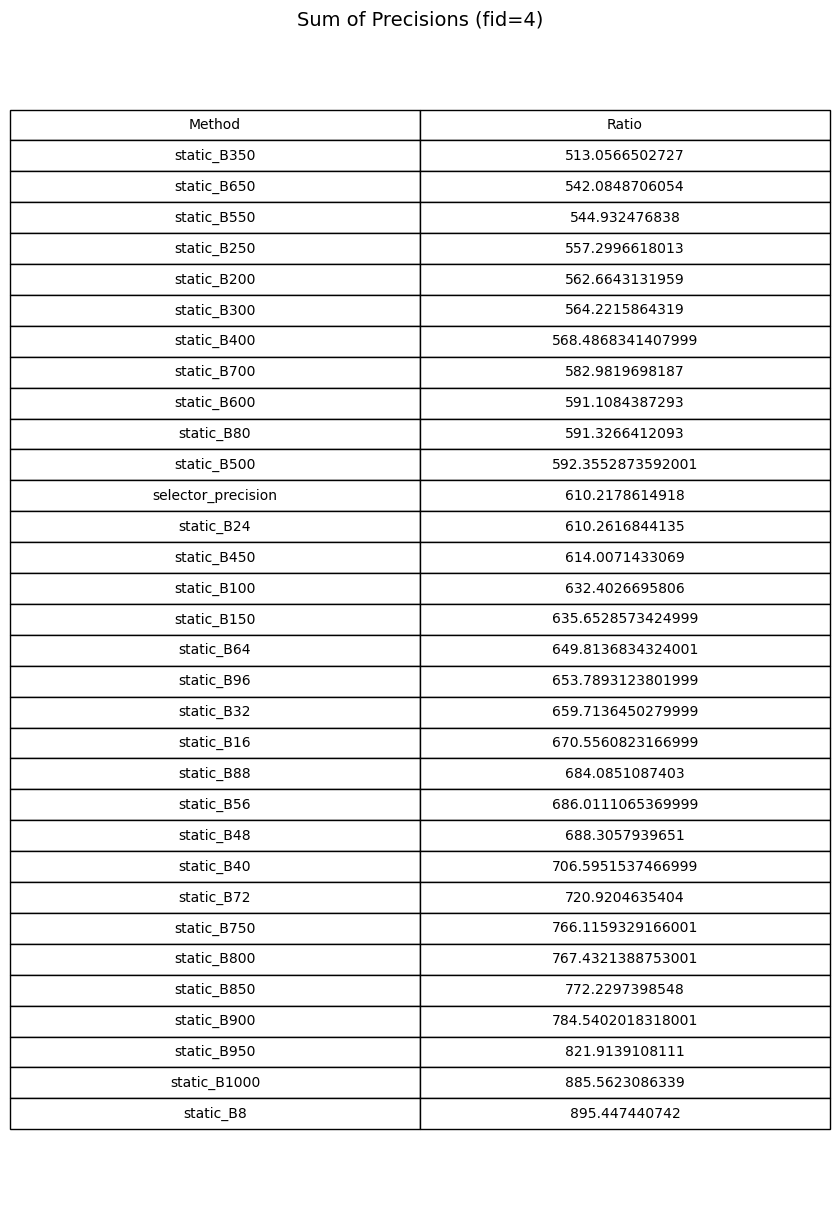 Sum of Precisions (fid=4)
Method Ratio
static_B350 513.0566502727
static_B650 542.0848706054
static_B550 544.932476838
static_B250 557.2996618013
static_B200 562.6643131959
static_B300 564.2215864319
static_B400 568.4868341407999
static_B700 582.9819698187
static_B600 591.1084387293
static_B80 591.3266412093
static_B500 592.3552873592001
selector_precision 610.2178614918
static_B24 610.2616844135
static_B450 614.0071433069
static_B100 632.4026695806
static_B150 635.6528573424999
static_B64 649.8136834324001
static_B96 653.7893123801999
static_B32 659.7136450279999
static_B16 670.5560823166999
static_B88 684.0851087403
static_B56 686.0111065369999
static_B48 688.3057939651
static_B40 706.5951537466999
static_B72 720.9204635404
static_B750 766.1159329166001
static_B800 767.4321388753001
static_B850 772.2297398548
static_B900 784.5402018318001
static_B950 821.9139108111
static_B1000 885.5623086339
static_B8 895.447440742